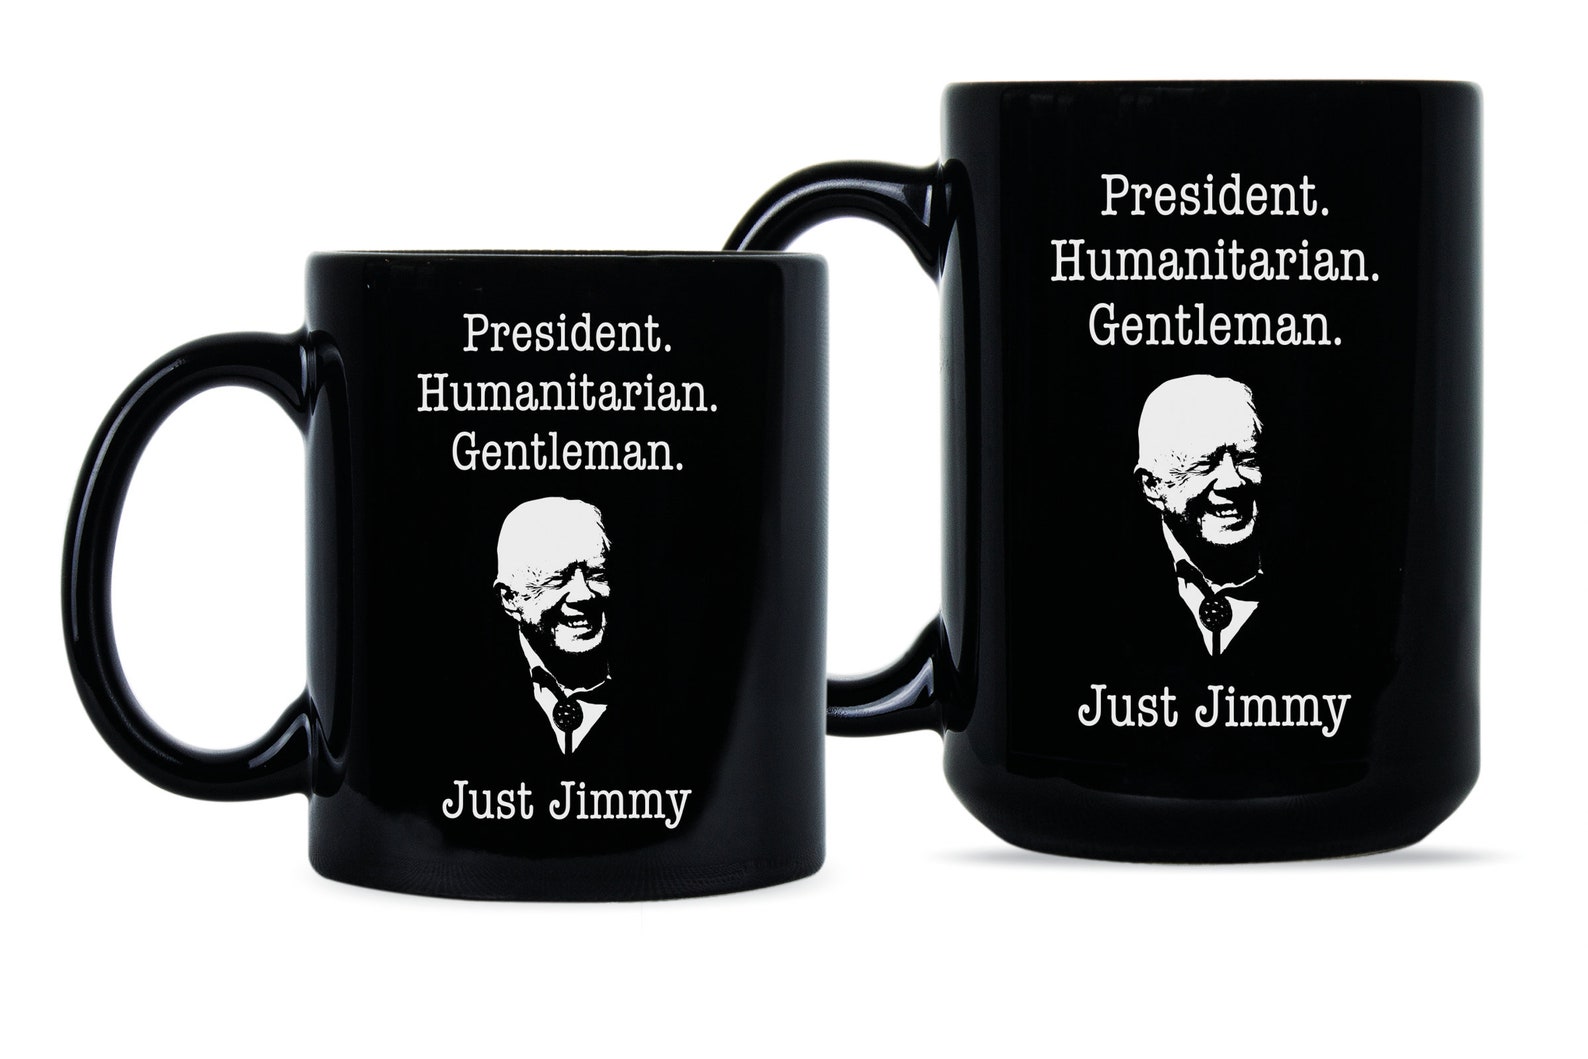 President.
Humanitarian.
Gentleman.
Just Jimmy
President.
Humanitarian.
Gentleman.
Just Jimmy